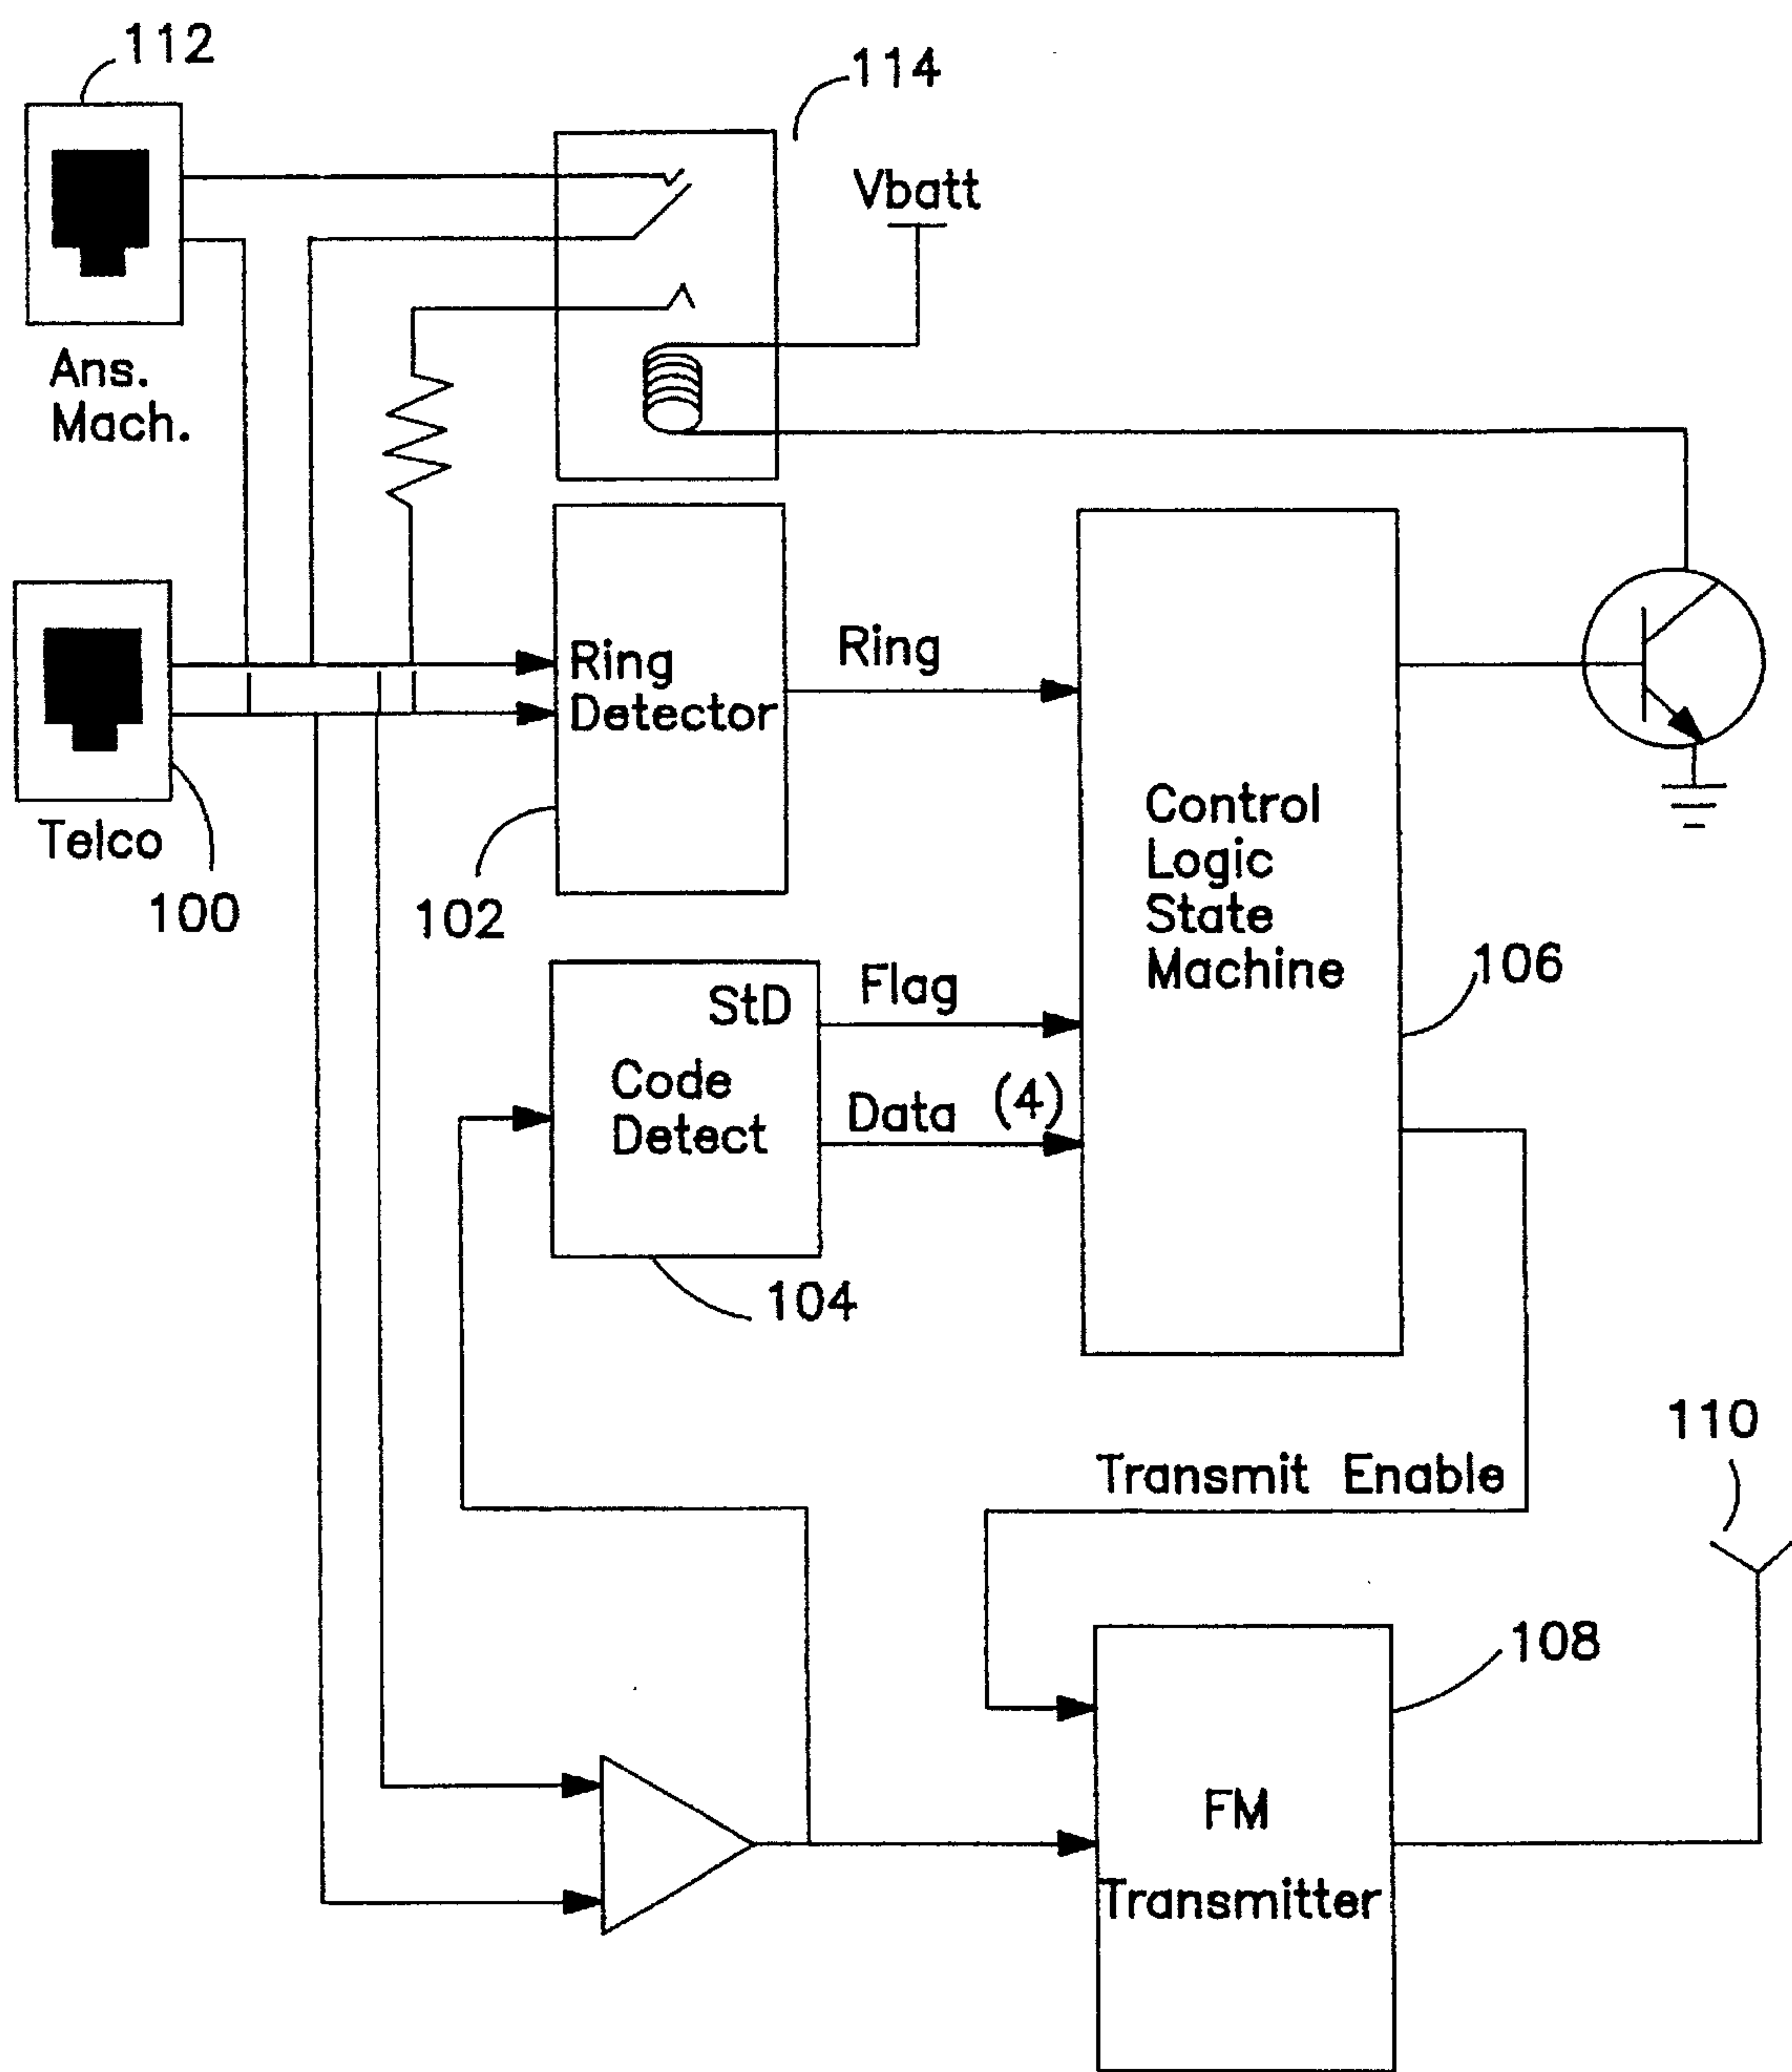 112
114
Vbatt
Ans.
Mach.
Ring
Detector
Ring
Telco
100
102
Control
Logic
State
Machine
106
StD
Flag
Code
Detect
Data (4)
104
110
Transmit Enable
108
FM
Transmitter